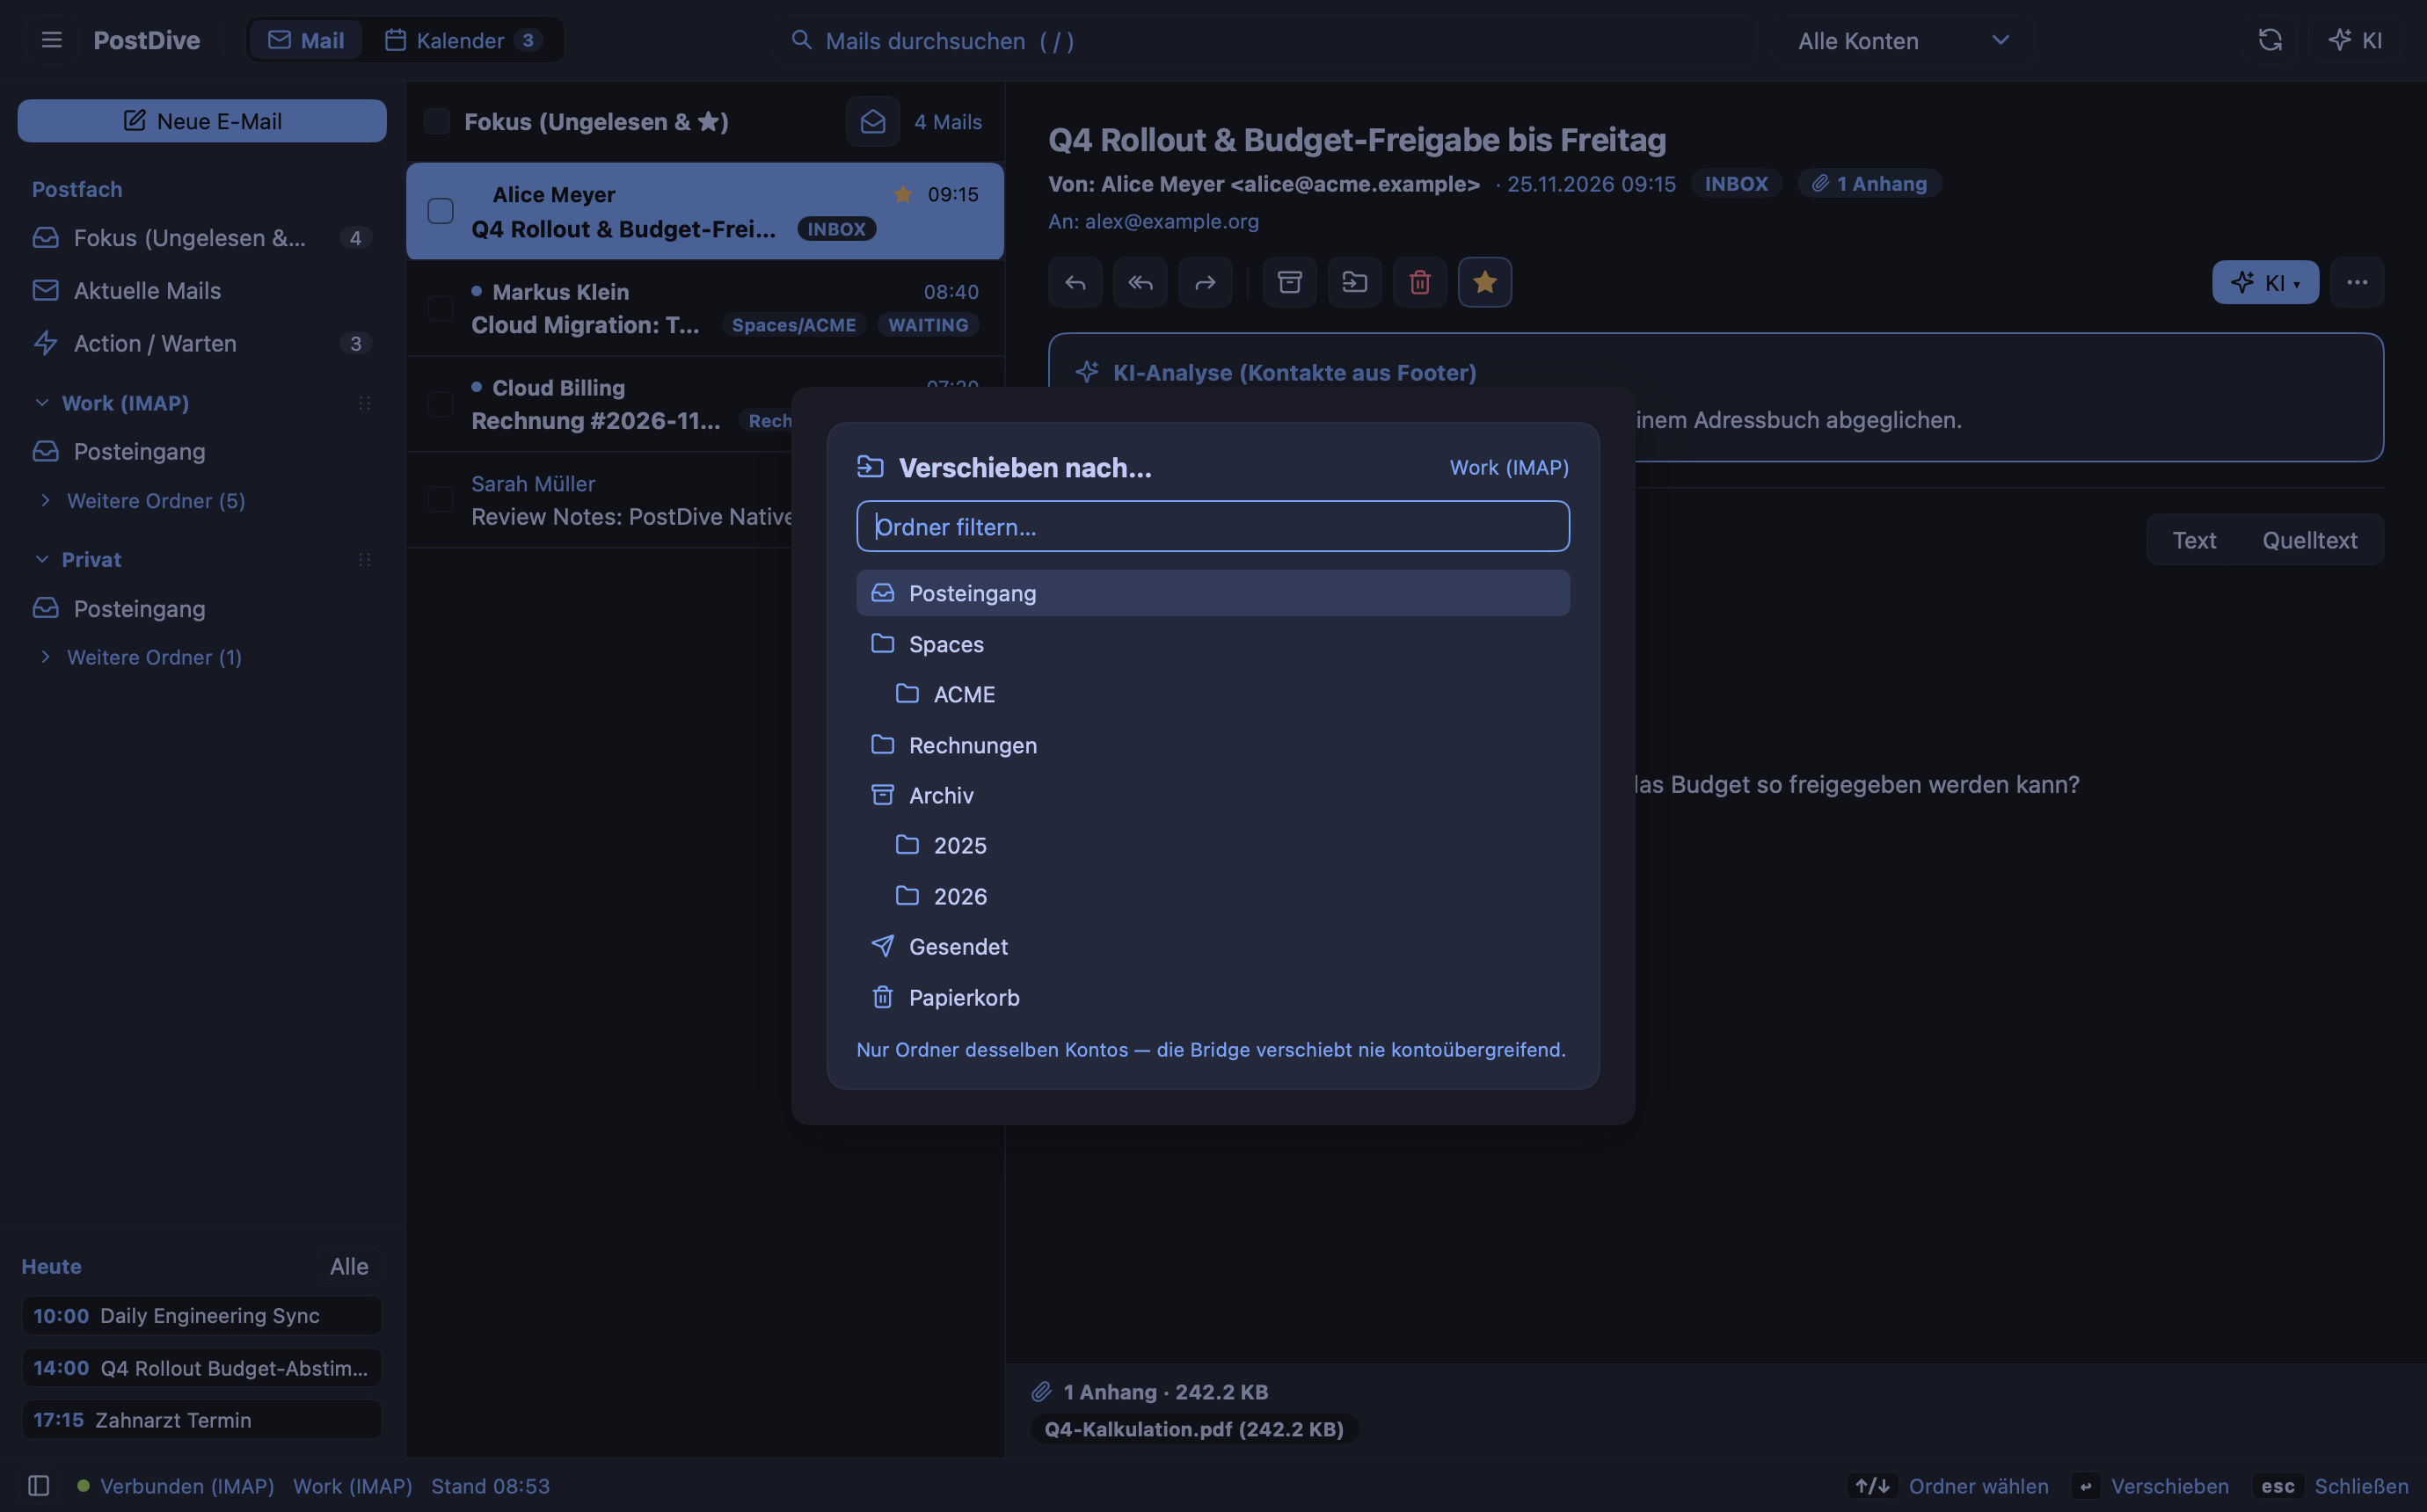 PostDive
Mail
Kalender 3
Mails durchsuchen ( / )
Alle Konten
KI
Neue E-Mail
Postfach
Fokus (Ungelesen &... 4
Aktuelle Mails
Action / Warten 3
Work (IMAP)
Posteingang
Weitere Ordner (5)
Privat
Posteingang
Weitere Ordner (1)
Heute Alle
10:00 Daily Engineering Sync
14:00 Q4 Rollout Budget-Abstim...
17:15 Zahnarzt Termin
Fokus (Ungelesen & ★) 4 Mails
Alice Meyer 09:15
Q4 Rollout & Budget-Frei... INBOX
Markus Klein 08:40
Cloud Migration: T... Spaces/ACME WAITING
Cloud Billing
Rechnung #2026-11...
Sarah Müller
Review Notes: PostDive Native
Q4 Rollout & Budget-Freigabe bis Freitag
Von: Alice Meyer <alice@acme.example> · 25.11.2026 09:15 INBOX 1 Anhang
An: alex@example.org
KI ▾
KI-Analyse (Kontakte aus Footer)
Adressbuch abgeglichen.
Text Quelltext
Budget so freigegeben werden kann?
Verschieben nach... Work (IMAP)
Ordner filtern...
Posteingang
Spaces
ACME
Rechnungen
Archiv
2025
2026
Gesendet
Papierkorb
Nur Ordner desselben Kontos — die Bridge verschiebt nie kontoübergreifend.
1 Anhang · 242.2 KB
Q4-Kalkulation.pdf (242.2 KB)
Verbunden (IMAP) Work (IMAP) Stand 08:53
↑/↓ Ordner wählen ↩ Verschieben esc Schließen